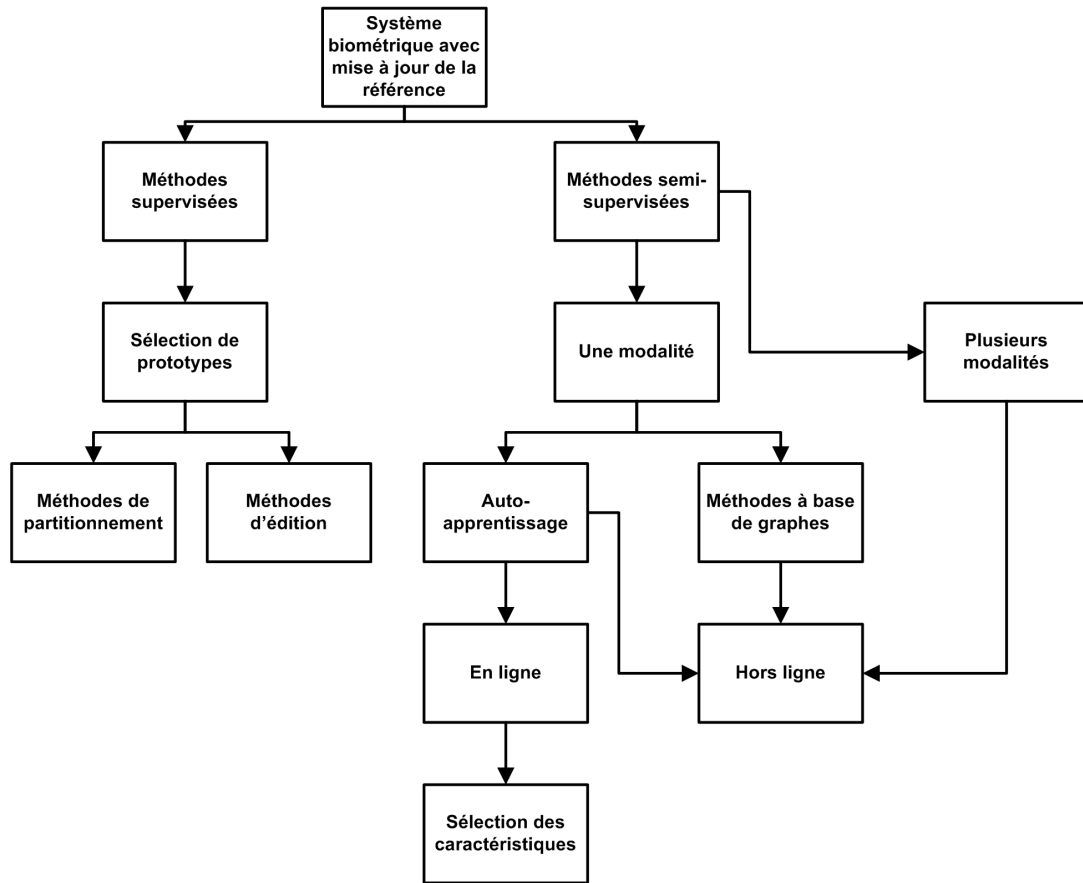 Système
biométrique avec
mise à jour de la
référence
Méthodes
supervisées
Méthodes semi-
supervisées
Sélection de
prototypes
Une modalité
Plusieurs
modalités
Méthodes de
partitionnement
Méthodes
d’édition
Auto-
apprentissage
Méthodes à base
de graphes
En ligne
Hors ligne
Sélection des
caractéristiques